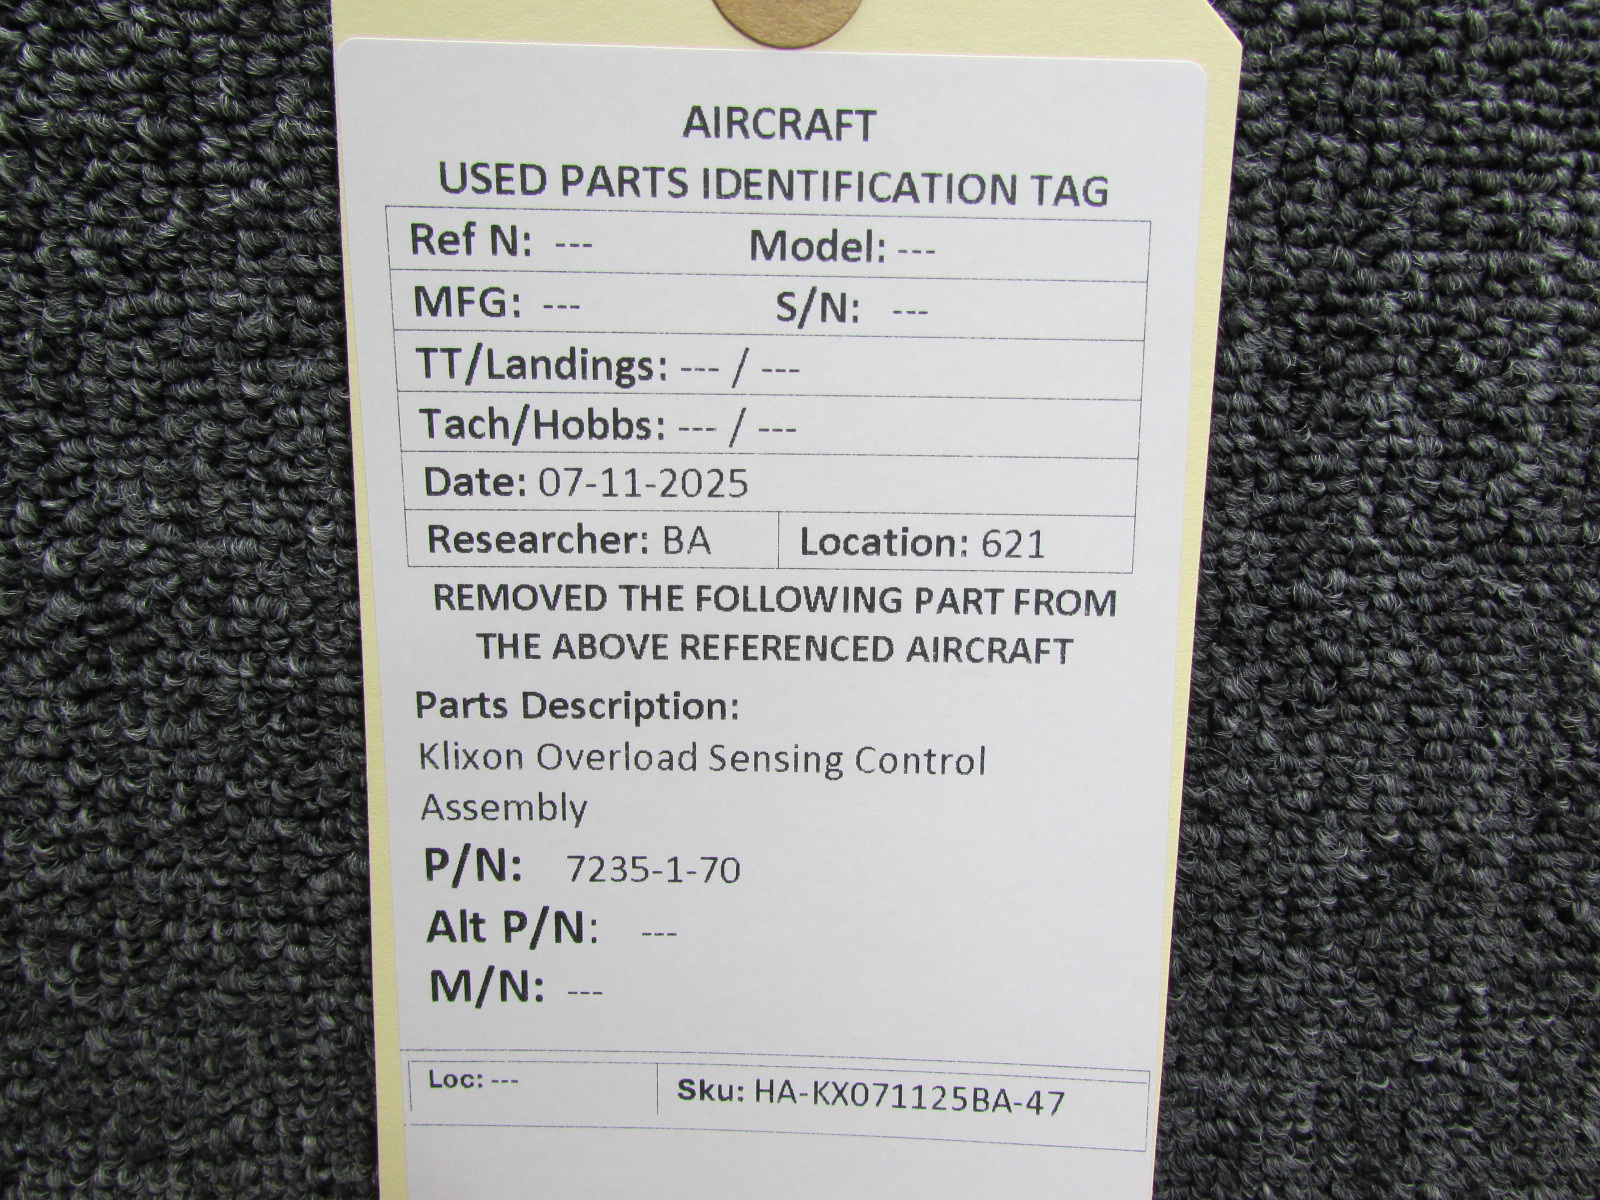 AIRCRAFT
USED PARTS IDENTIFICATION TAG
Ref N: --- Model: ---
MFG: --- S/N: ---
TT/Landings: --- / ---
Tach/Hobbs: --- / ---
Date: 07-11-2025
Researcher: BA Location: 621
REMOVED THE FOLLOWING PART FROM
THE ABOVE REFERENCED AIRCRAFT
Parts Description:
Klixon Overload Sensing Control
Assembly
P/N: 7235-1-70
Alt P/N: ---
M/N: ---
Loc: --- Sku: HA-KX071125BA-47